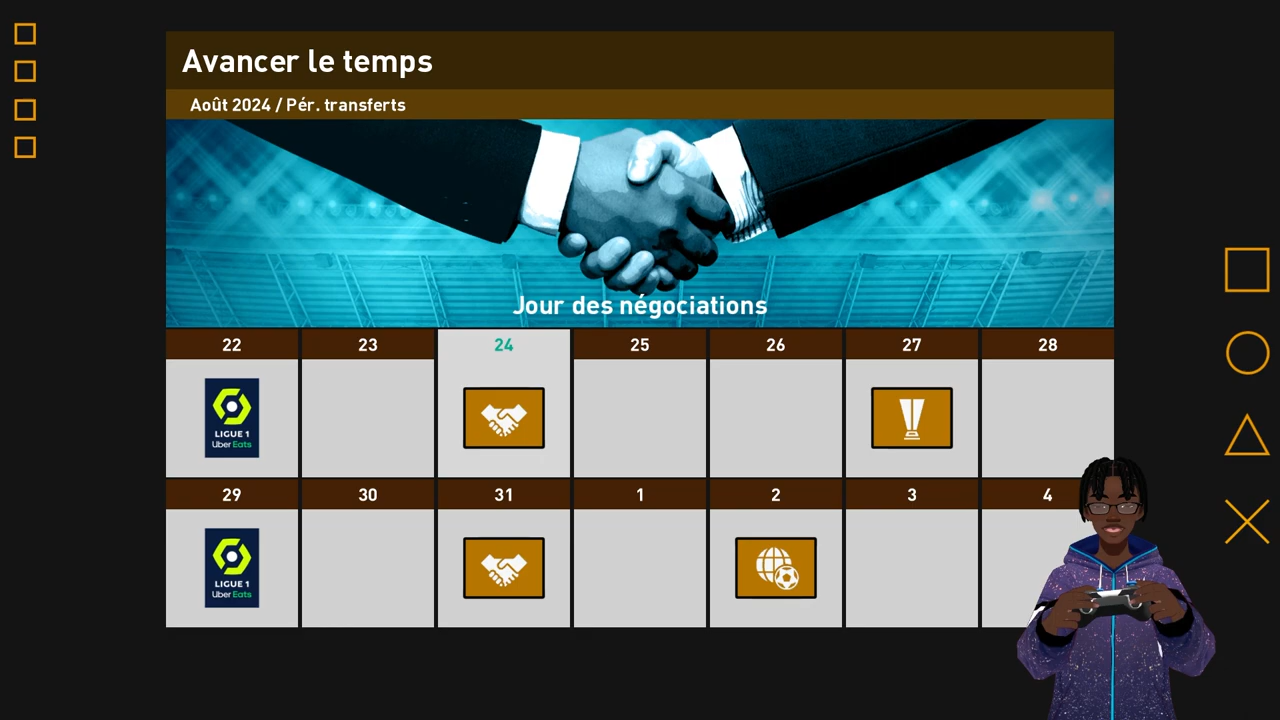 Avancer le temps
Août 2024 / Pér. transferts
Jour des négociations
22 23 24 25 26 27 28
LIGUE 1
Uber Eats
29 30 31 1 2 3 4
LIGUE 1
Uber Eats